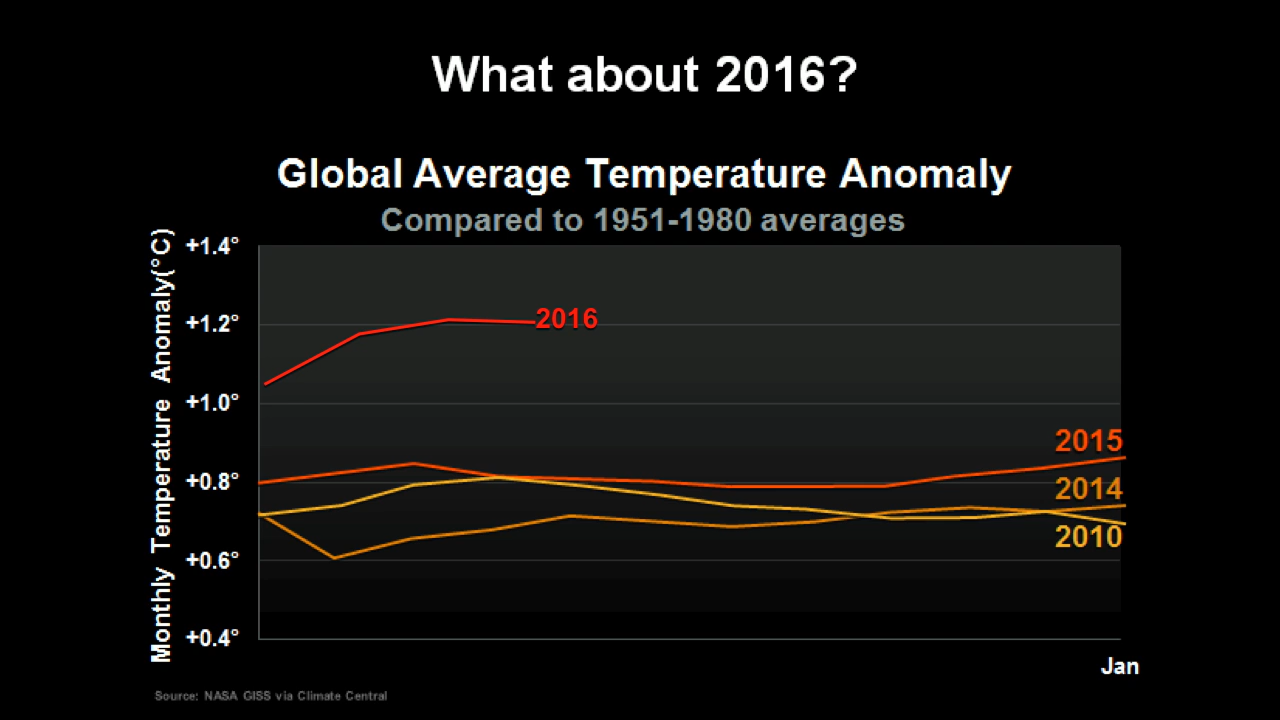 What about 2016?
Global Average Temperature Anomaly
Compared to 1951-1980 averages
Monthly Temperature Anomaly(°C)
+1.4°
+1.2°
+1.0°
+0.8°
+0.6°
+0.4°
2016
2015
2014
2010
Jan
Source: NASA GISS via Climate Central